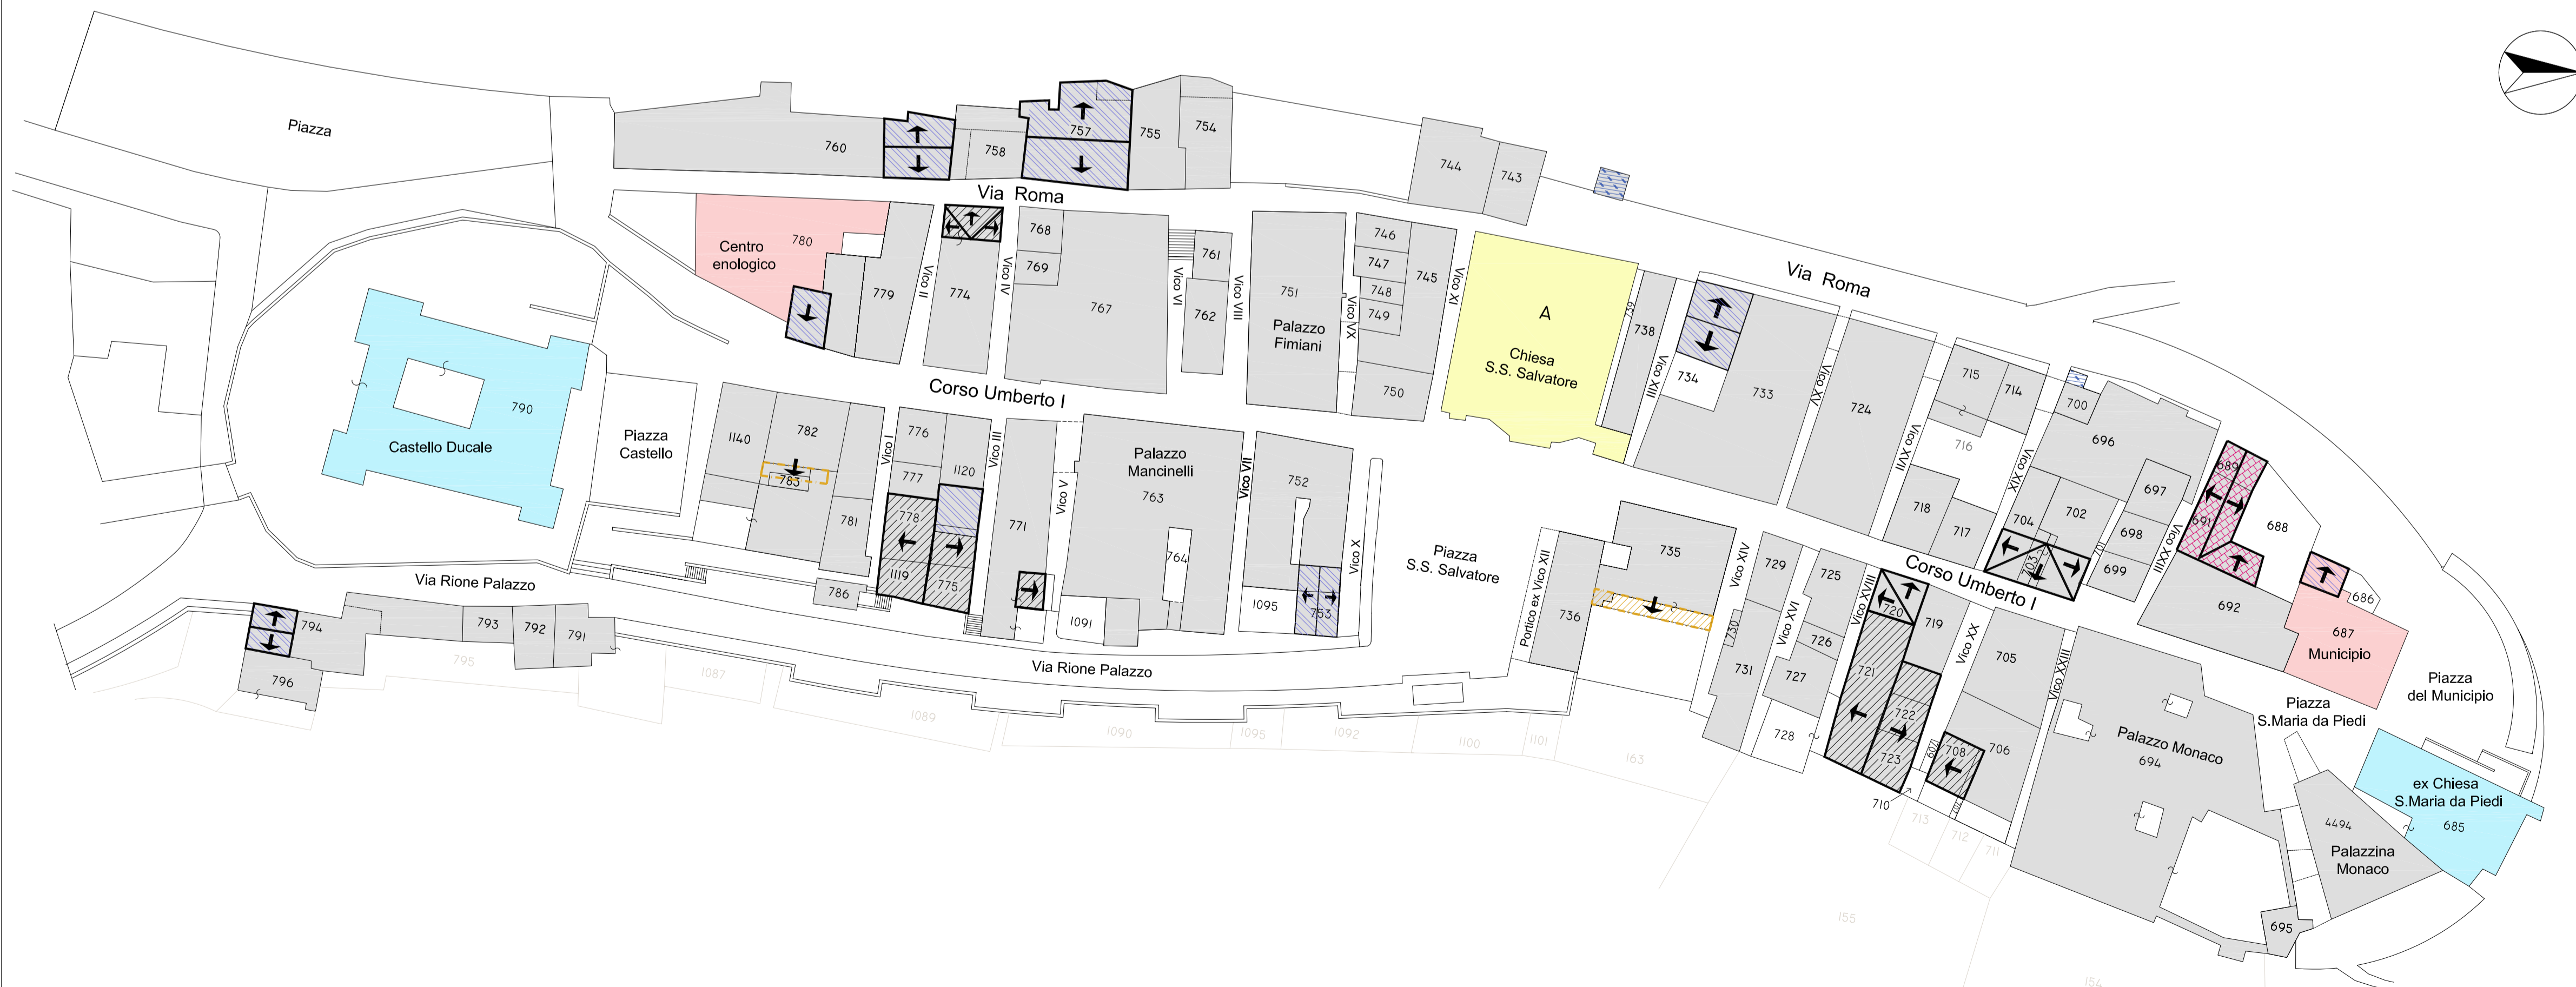 Piazza
760
758
757
755
754
744
743
Via Roma
Centro
enologico
780
779
Vico II
774
Vico IV
768
769
767
Vico VI
761
762
Vico VIII
751
Palazzo
Fimiani
Vico VX
746
747
748
749
745
750
Vico XI
A
Chiesa
S.S. Salvatore
739
738
Vico XIII
734
733
Via Roma
Vico XV
724
Vico XVII
715
714
716
718
717
Vico XIX
700
696
697
702
704
703
701
698
699
Vico XXI
689
691
688
692
686
687
Municipio
Piazza
del Municipio
Piazza
S.Maria da Piedi
790
Castello Ducale
Piazza
Castello
Corso Umberto I
1140
782
783
781
Vico I
776
777
778
1119
1120
775
Vico III
771
Vico V
Palazzo
Mancinelli
763
764
1091
Vico VII
752
1095
753
Vico X
Piazza
S.S. Salvatore
Portico ex Vico XII
736
735
Vico XIV
729
730
731
Vico XVI
725
726
727
728
Vico XVIII
720
721
719
722
723
710
Corso Umberto I
Vico XX
705
706
708
709
707
Vico XXIII
Palazzo Monaco
694
695
ex Chiesa
S.Maria da Piedi
685
4494
Palazzina
Monaco
Via Rione Palazzo
786
794
793
792
791
796
795
Via Rione Palazzo
1087
1089
1090
1095
1092
1100
1101
163
713
712
711
155
154